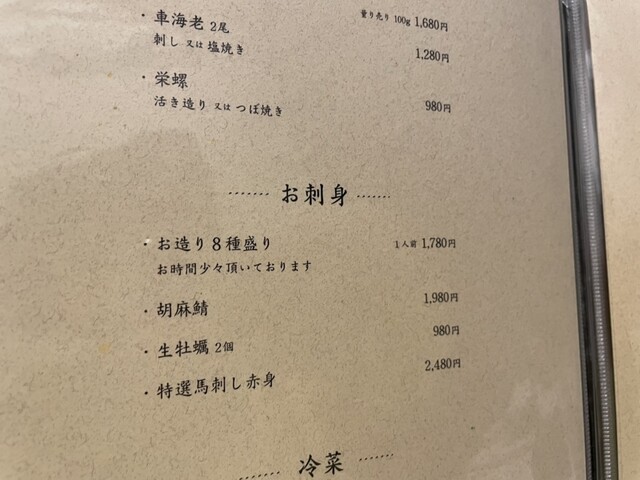 量り売り 100g 1,680円
・車海老 2尾 1,280円
刺し 又は 塩焼き
・栄螺 980円
活き造り 又は つぼ焼き
お刺身
・お造り8種盛り 1人前 1,780円
お時間少々頂いております
・胡麻鯖 1,980円
・生牡蠣 2個 980円
・特選馬刺し赤身 2,480円
冷菜